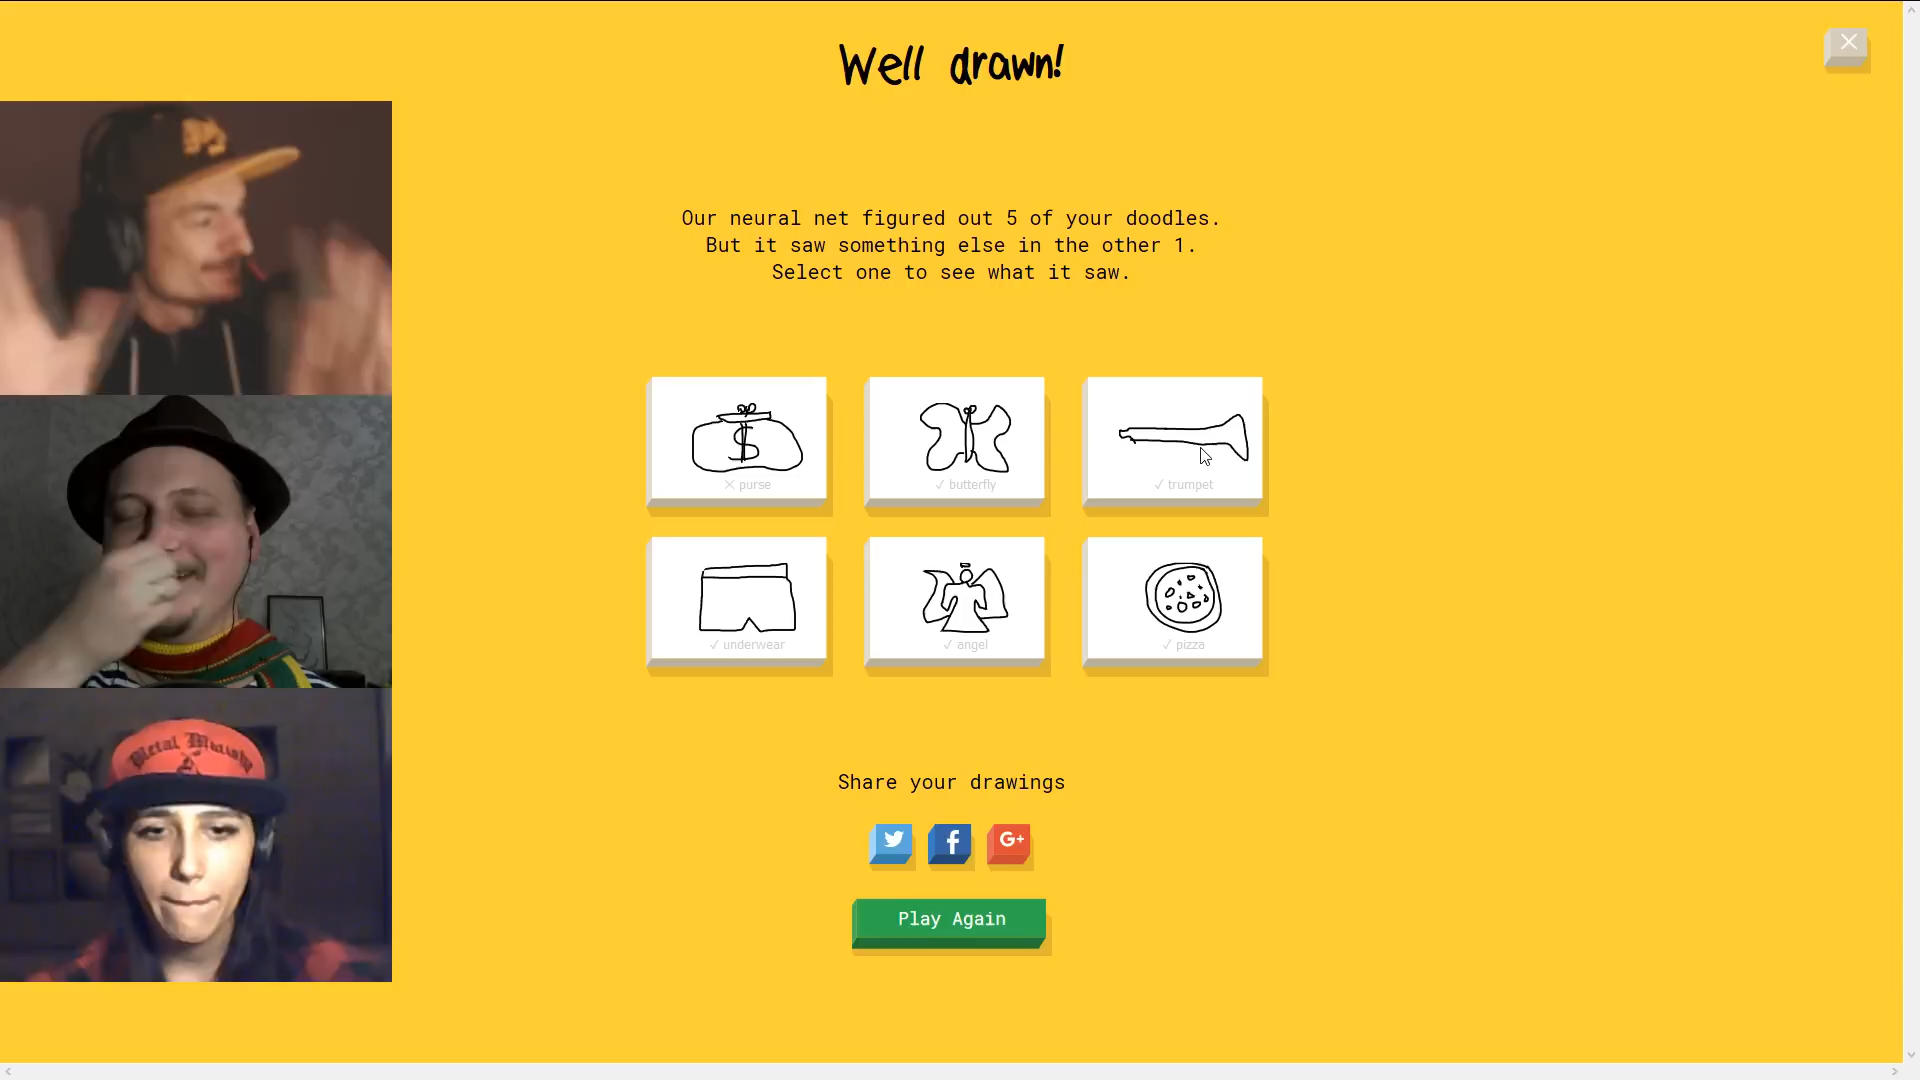 Well drawn!
Our neural net figured out 5 of your doodles.
But it saw something else in the other 1.
Select one to see what it saw.
$
purse
butterfly
trumpet
underwear
angel
pizza
Share your drawings
f
G+
Play Again
Metal